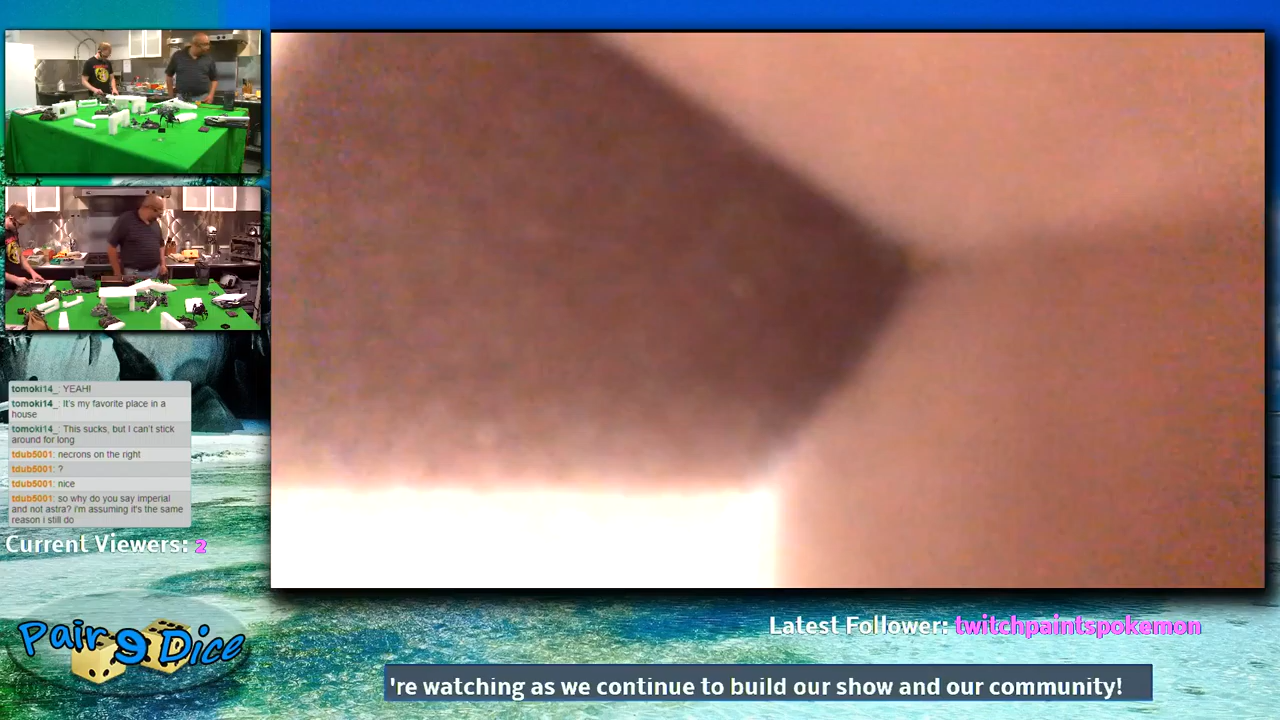 tomoki14_: YEAH!
tomoki14_: It's my favorite place in a
house
tomoki14_: This sucks, but I can't stick
around for long
tdub5001: necrons on the right
tdub5001: ?
tdub5001: nice
tdub5001: so why do you say imperial
and not astra? i'm assuming it's the same
reason i still do
Current Viewers: 2
Pair 9 Dice
Latest Follower: twitchpaintspokemon
're watching as we continue to build our show and our community!